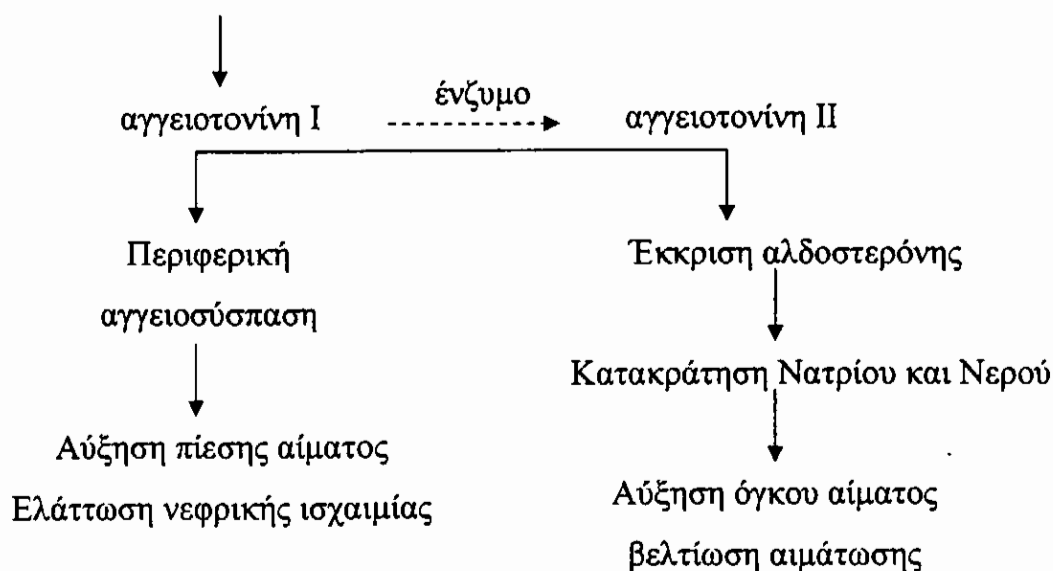 ένζυμο
αγγειοτονίνη I
αγγειοτονίνη II
Περιφερική
αγγειοσύσπαση
Αύξηση πίεσης αίματος
Ελάττωση νεφρικής ισχαιμίας
Έκκριση αλδοστερόνης
Κατακράτηση Νατρίου και Νερού
Αύξηση όγκου αίματος
βελτίωση αιμάτωσης